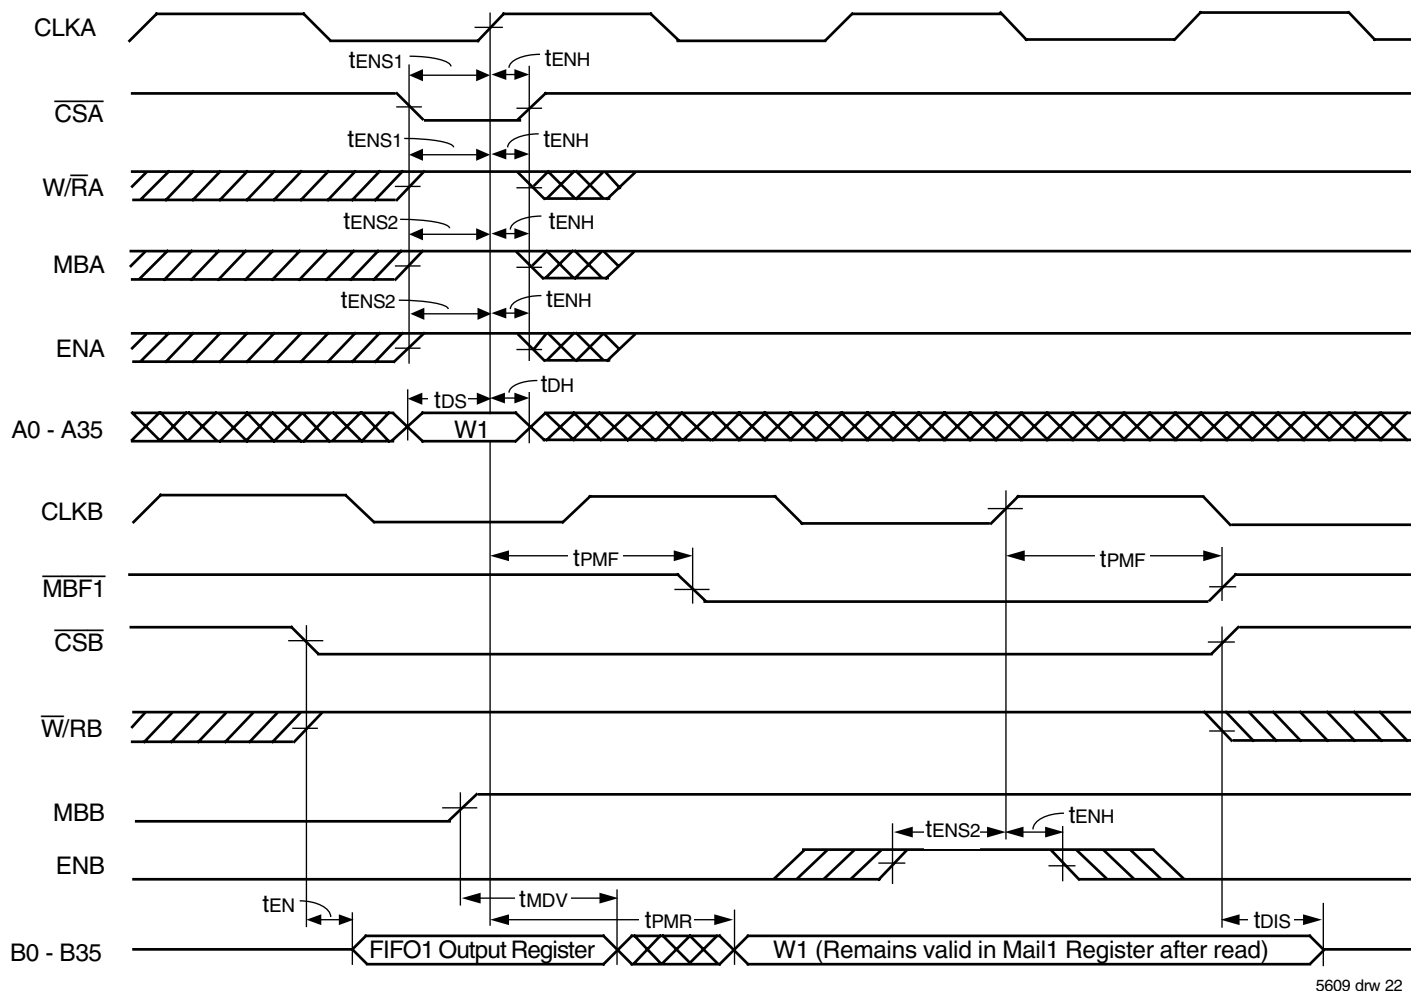 CLKA
tENS1
tENH
CSA
tENS1
tENH
W/RA
tENS2
tENH
MBA
tENS2
tENH
ENA
tDS
tDH
A0 - A35
W1
CLKB
tPMF
tPMF
MBF1
CSB
W/RB
MBB
tENS2
tENH
ENB
tEN
tMDV
tPMR
tDIS
B0 - B35
FIFO1 Output Register
W1 (Remains valid in Mail1 Register after read)
5609 drw 22